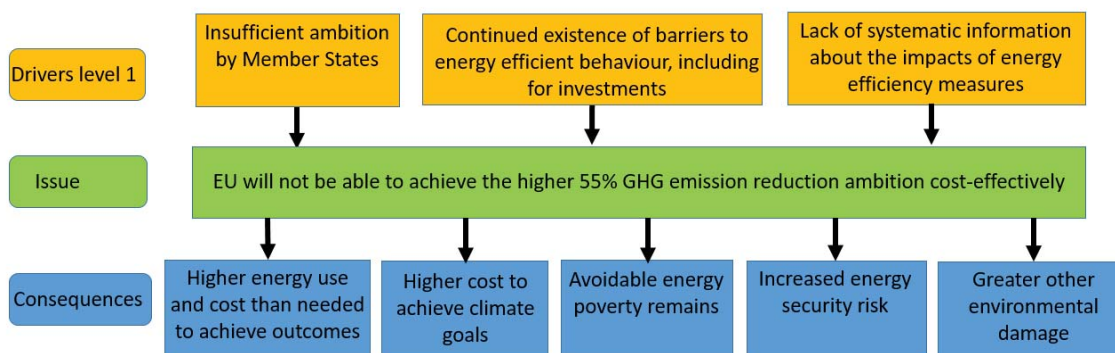 Drivers level 1
Insufficient ambition
by Member States
Continued existence of barriers to
energy efficient behaviour, including
for investments
Lack of systematic information
about the impacts of energy
efficiency measures
Issue
EU will not be able to achieve the higher 55% GHG emission reduction ambition cost-effectively
Consequences
Higher energy use
and cost than needed
to achieve outcomes
Higher cost to
achieve climate
goals
Avoidable energy
poverty remains
Increased energy
security risk
Greater other
environmental
damage